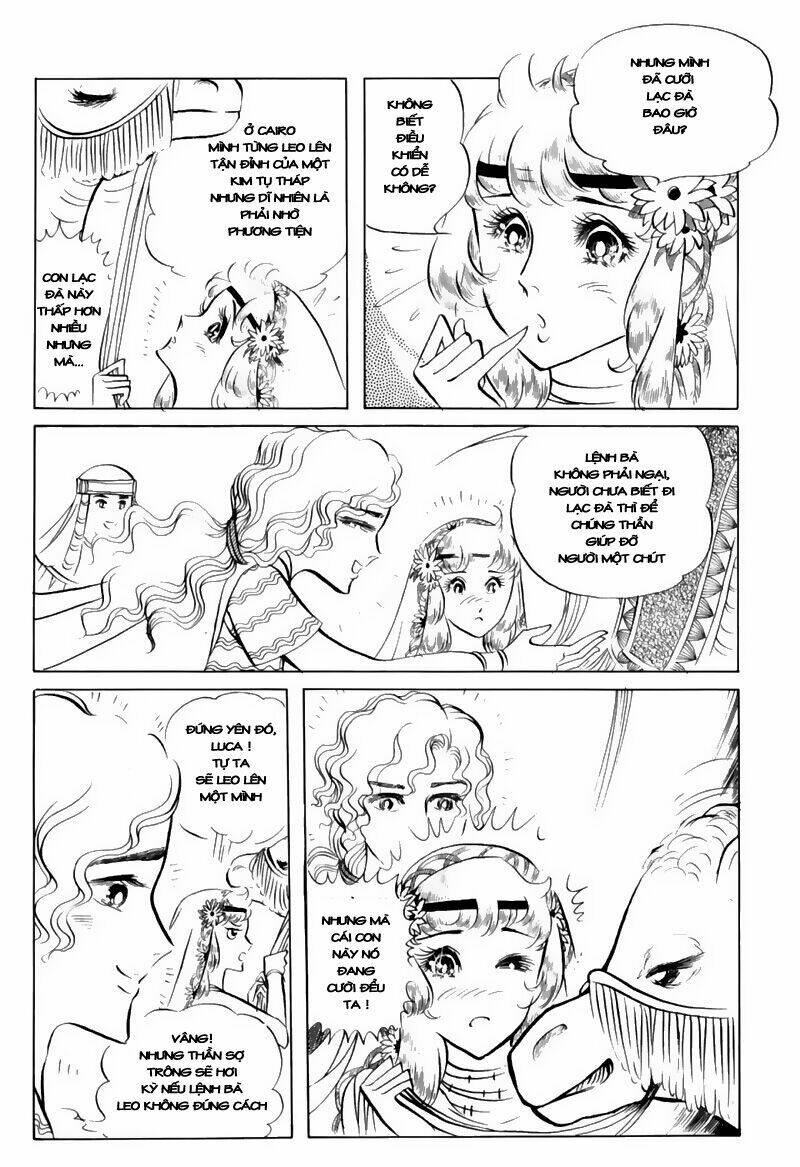 NHƯNG MÌNH
ĐÃ CƯỠI
LẠC ĐÀ
BAO GIỜ
ĐÂU?
KHÔNG
BIẾT
ĐIỀU
KHIỂN
CÓ DỄ
KHÔNG?
Ở CAIRO
MÌNH TỪNG LEO LÊN
TẬN ĐỈNH CỦA MỘT
KIM TỤ THÁP
NHƯNG DĨ NHIÊN LÀ
PHẢI NHỜ
PHƯƠNG TIỆN
CON LẠC
ĐÀ NÀY
THẤP HƠN
NHIỀU
NHƯNG
MÀ...
LỆNH BÀ
KHÔNG PHẢI NGẠI,
NGƯỜI CHƯA BIẾT ĐI
LẠC ĐÀ THÌ ĐỂ
CHÚNG THẦN
GIÚP ĐỠ
NGƯỜI MỘT CHÚT
ĐỨNG YÊN ĐÓ,
LUCA !
TỰ TA
SẼ LEO LÊN
MỘT MÌNH
VÂNG!
NHƯNG THẦN SỢ
TRÔNG SẼ HƠI
KỲ NẾU LỆNH BÀ
LEO KHÔNG ĐÚNG CÁCH
NHƯNG MÀ
CÁI CON
NÀY NÓ
ĐANG
CƯỜI ĐỂU
TA !